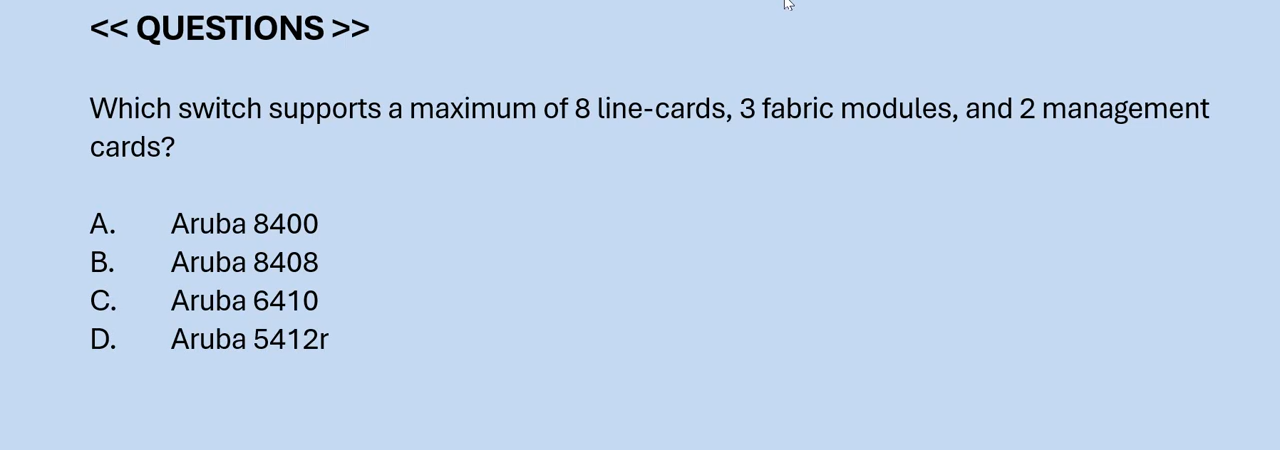 << QUESTIONS >>
Which switch supports a maximum of 8 line-cards, 3 fabric modules, and 2 management
cards?
A. Aruba 8400
B. Aruba 8408
C. Aruba 6410
D. Aruba 5412r